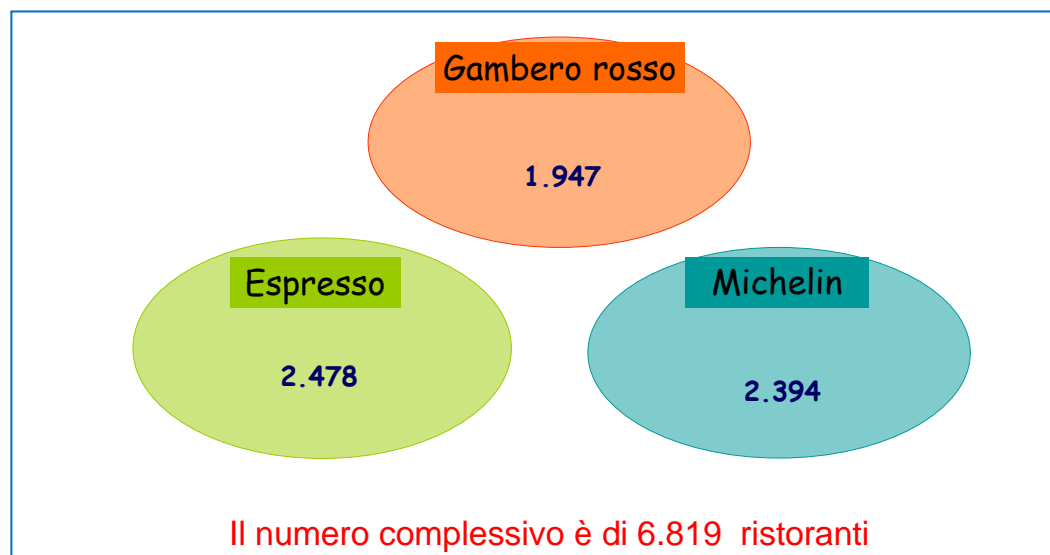 Gambero rosso
1.947
Espresso
2.478
Michelin
2.394
Il numero complessivo è di 6.819 ristoranti